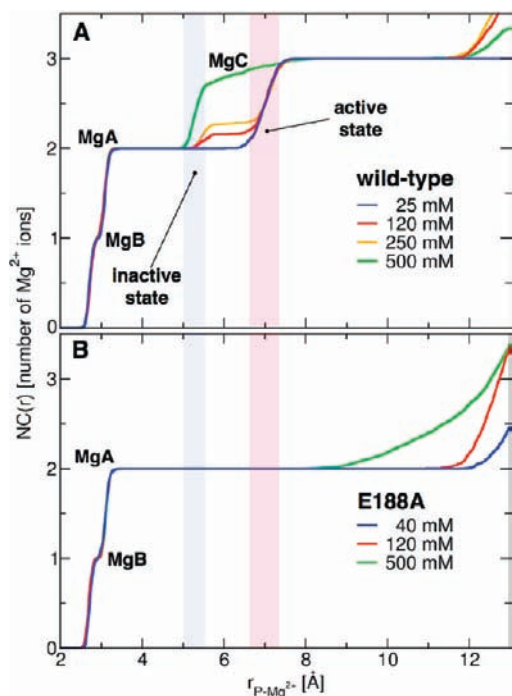 A
3
MgC
active
state
MgA
2
wild-type
25 mM
120 mM
250 mM
500 mM
1
MgB
inactive
state
0
NC(r) [number of Mg2+ ions]
B
3
MgA
2
E188A
40 mM
120 mM
500 mM
1
MgB
0
2 4 6 8 10 12
r P-Mg2+ [Å]